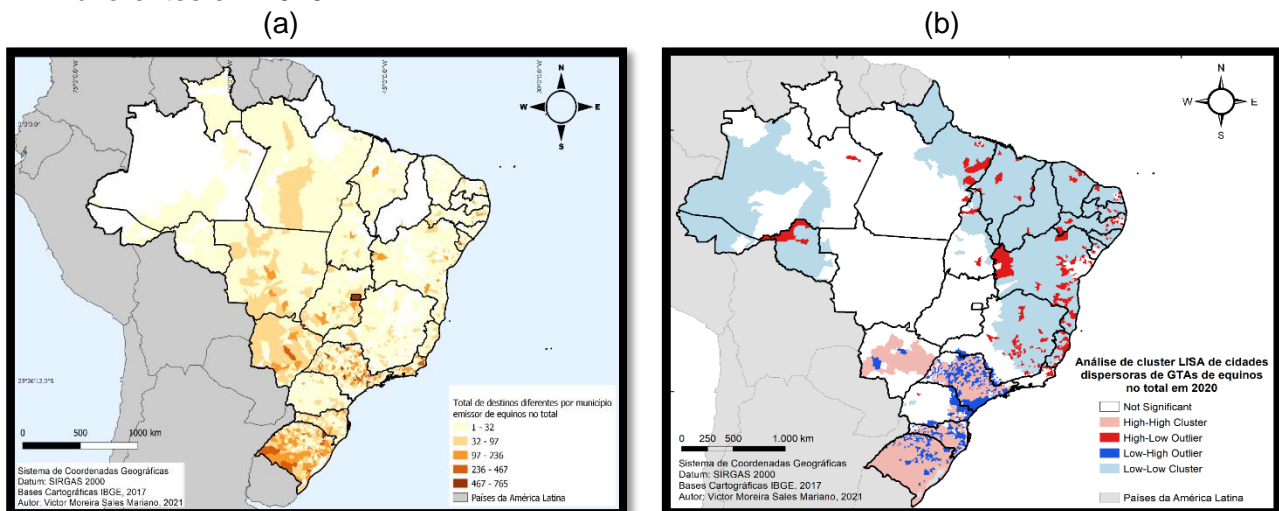 (a)
(b)
N
W E
S
Total de destinos diferentes por município
emissor de equinos no total
1 - 32
32 - 97
97 - 236
236 - 467
467 - 765
Países da América Latina
0 500 1000 km
Sistema de Coordenadas Geográficas
Datum: SIRGAS 2000
Bases Cartográficas IBGE, 2017
Autor: Victor Moreira Sales Mariano, 2021
N
W E
S
Análise de cluster LISA de cidades
dispersoras de GTAs de equinos
no total em 2020
Not Significant
High-High Cluster
High-Low Outlier
Low-High Outlier
Low-Low Cluster
Países da América Latina
0 250 500 1.000 km
Sistema de Coordenadas Geográficas
Datum: SIRGAS 2000
Bases Cartográficas IBGE, 2017
Autor: Victor Moreira Sales Mariano, 2021